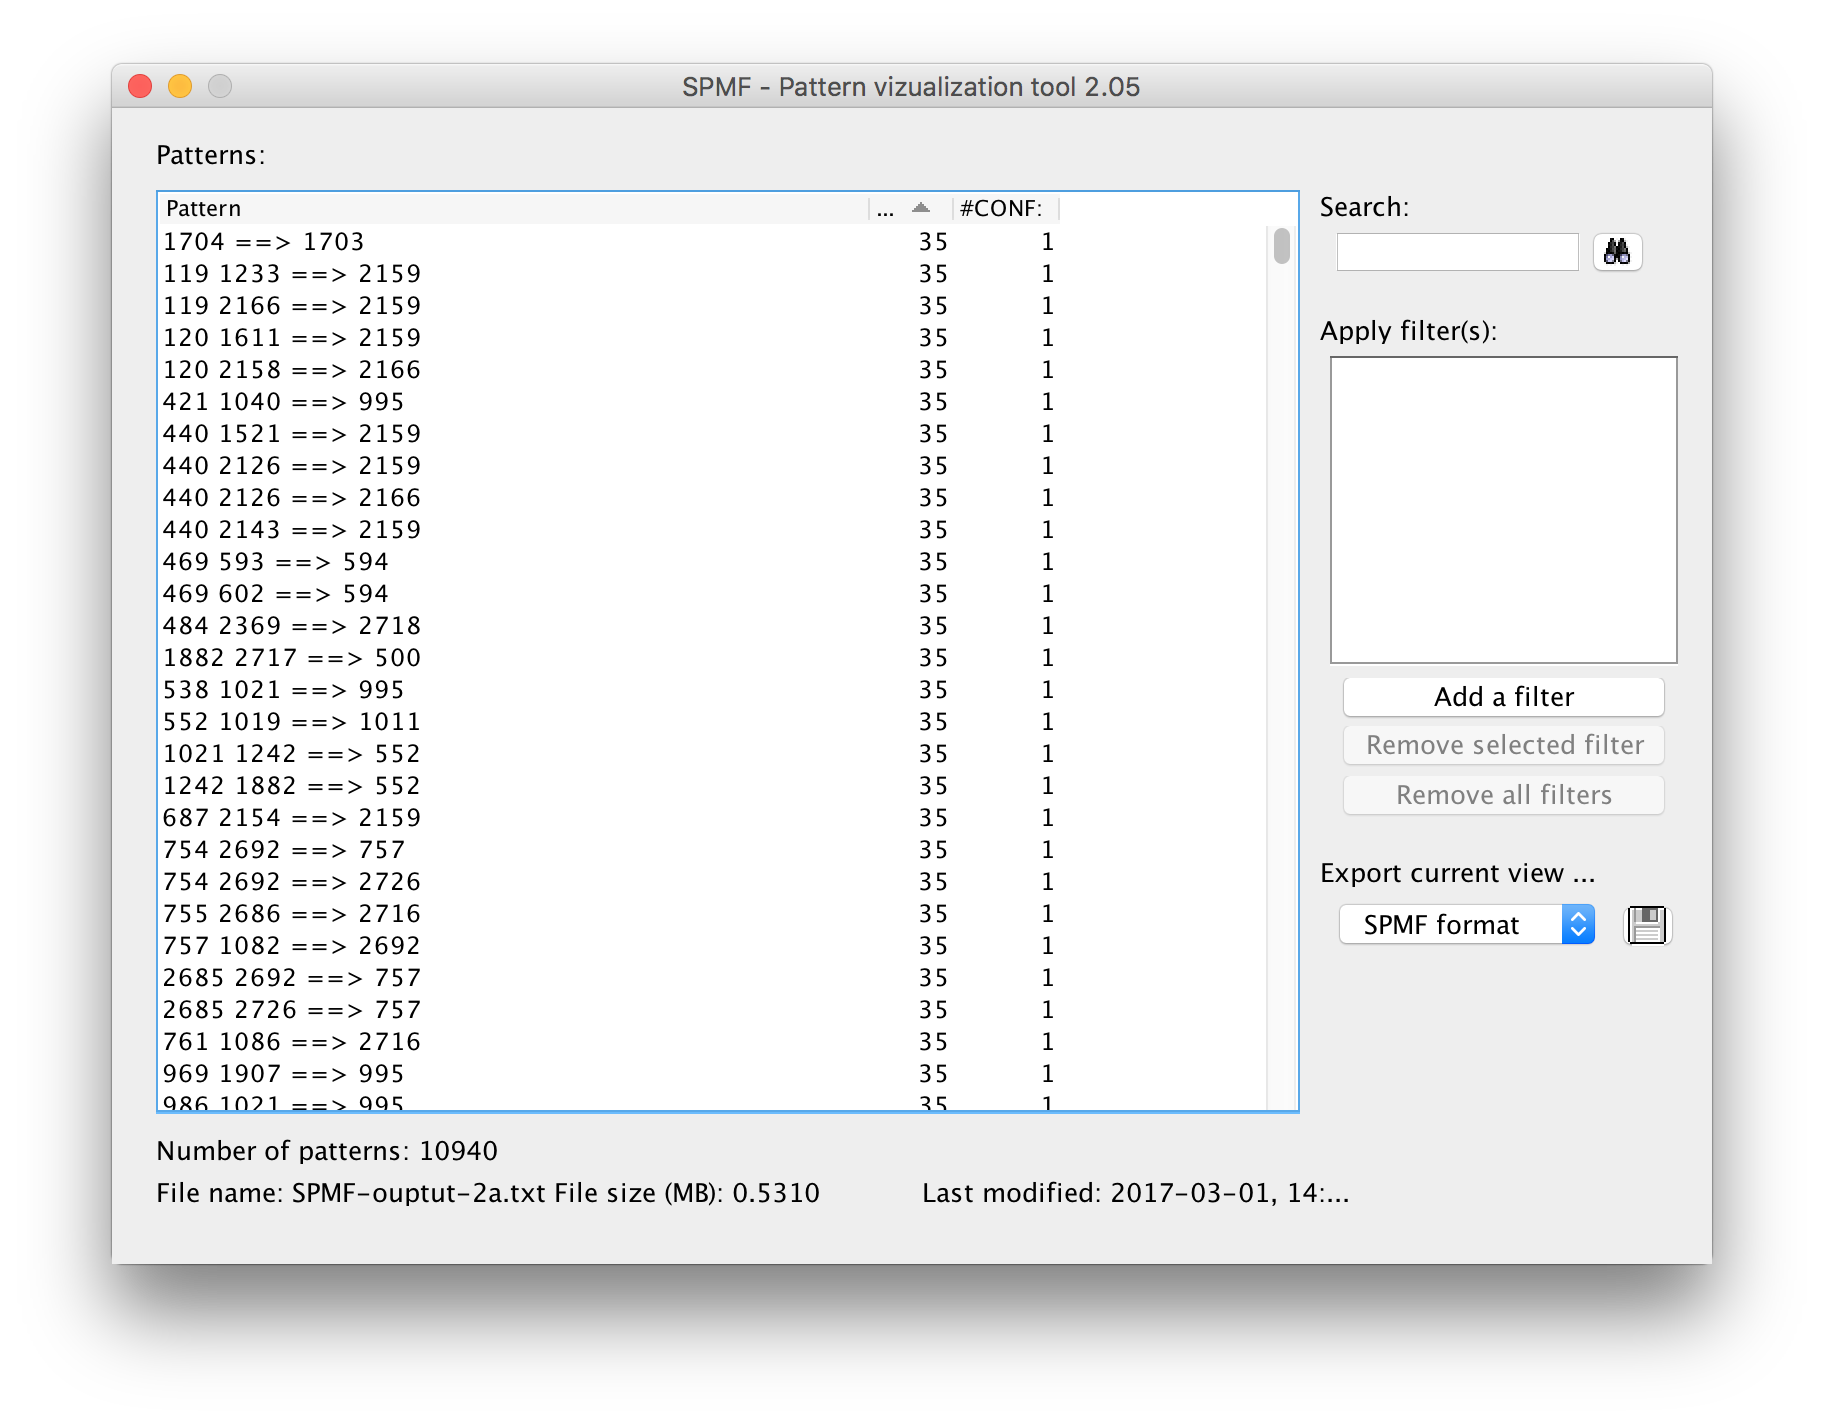 SPMF - Pattern vizualization tool 2.05
Patterns:
Pattern ... #CONF:
1704 ==> 1703 35 1
119 1233 ==> 2159 35 1
119 2166 ==> 2159 35 1
120 1611 ==> 2159 35 1
120 2158 ==> 2166 35 1
421 1040 ==> 995 35 1
440 1521 ==> 2159 35 1
440 2126 ==> 2159 35 1
440 2126 ==> 2166 35 1
440 2143 ==> 2159 35 1
469 593 ==> 594 35 1
469 602 ==> 594 35 1
484 2369 ==> 2718 35 1
1882 2717 ==> 500 35 1
538 1021 ==> 995 35 1
552 1019 ==> 1011 35 1
1021 1242 ==> 552 35 1
1242 1882 ==> 552 35 1
687 2154 ==> 2159 35 1
754 2692 ==> 757 35 1
754 2692 ==> 2726 35 1
755 2686 ==> 2716 35 1
757 1082 ==> 2692 35 1
2685 2692 ==> 757 35 1
2685 2726 ==> 757 35 1
761 1086 ==> 2716 35 1
969 1907 ==> 995 35 1
986 1021 ==> 995 35 1
Number of patterns: 10940
File name: SPMF-ouptut-2a.txt File size (MB): 0.5310 Last modified: 2017-03-01, 14:...
Search:
Apply filter(s):
Add a filter
Remove selected filter
Remove all filters
Export current view ...
SPMF format